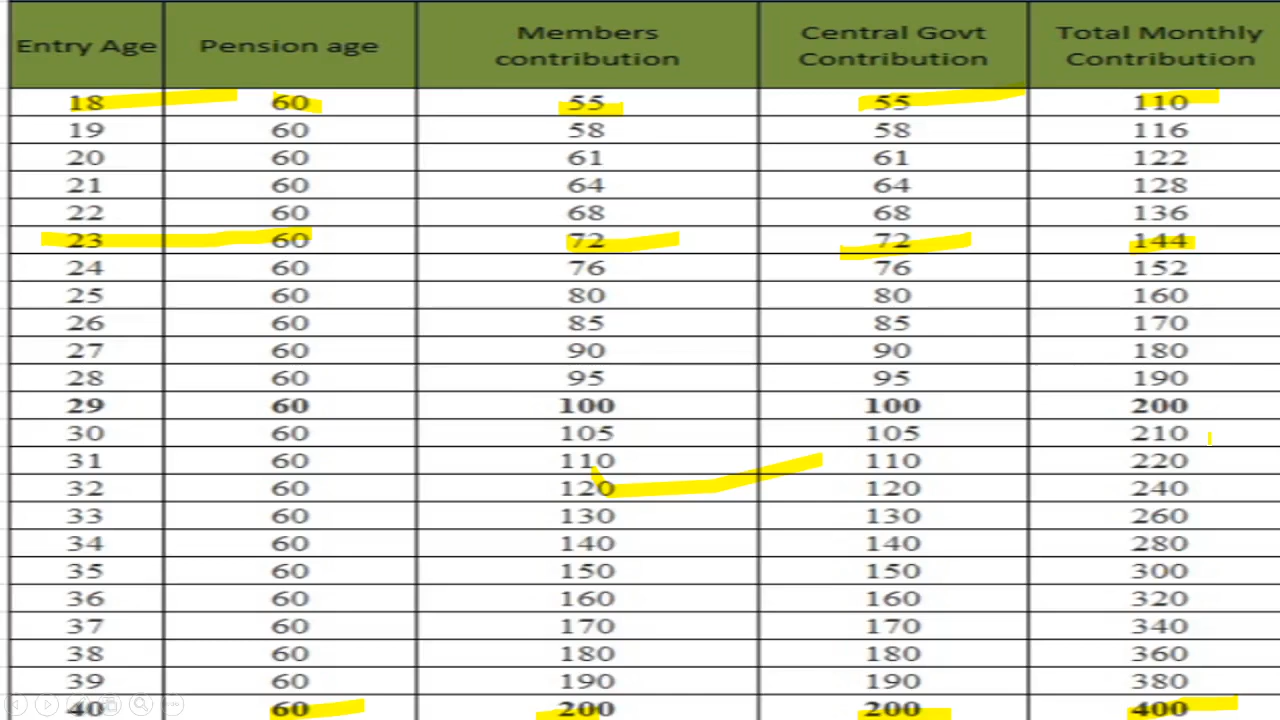 Entry Age Pension age Members contribution Central Govt Contribution Total Monthly Contribution
18 60 55 55 110
19 60 58 58 116
20 60 61 61 122
21 60 64 64 128
22 60 68 68 136
23 60 72 72 144
24 60 76 76 152
25 60 80 80 160
26 60 85 85 170
27 60 90 90 180
28 60 95 95 190
29 60 100 100 200
30 60 105 105 210
31 60 110 110 220
32 60 120 120 240
33 60 130 130 260
34 60 140 140 280
35 60 150 150 300
36 60 160 160 320
37 60 170 170 340
38 60 180 180 360
39 60 190 190 380
40 60 200 200 400